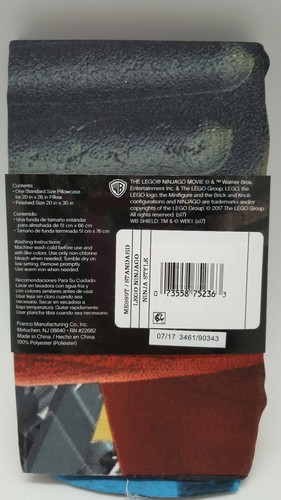 Contents:
• One Standard Size Pillowcase
for 20 in x 26 in Pillow
• Finished Size 20 in x 30 in
Contenido:
• Una funda de tamaño estándar
para almohada de 51 cm x 66 cm
• Tamaño de funda terminada 51 cm x 76 cm
Washing Instructions:
Machine wash cold before use and
with like colors. Use only non chlorine
bleach when needed. Tumble dry on
low setting. Remove promptly.
Use warm iron when needed.
Recomendaciones Para Su Cuidado:
Lavar en lavadora con agua fria y
con colores similares antes de usar.
Usar lejia sin cloro cuando sea
necesario. Secar en secadora a
baja temperatura. Quitar rapidamente.
Usar plancha tibia cuando sea necesario
Franco Manufacturing Co., Inc.
Metuchen, NJ 08840 • RN #22682
Made in China / Hecho en China.
100% Polyester (Poliéster)
WB
THE LEGO® NINJAGO MOVIE © & ™ Warner Bros.
Entertainment Inc. & The LEGO Group. LEGO, the
LEGO logo, the Minifigure and the Brick and Knob
configurations and NINJAGO are trademarks and/or
copyrights of the LEGO Group. © 2017 The LEGO Group.
All rights reserved. (s17)
WB SHIELD: TM & © WBEI. (s17)
LEGO NINJAGO
NINJA STYLE
0 73558 75236 3
07/17 3461/90343